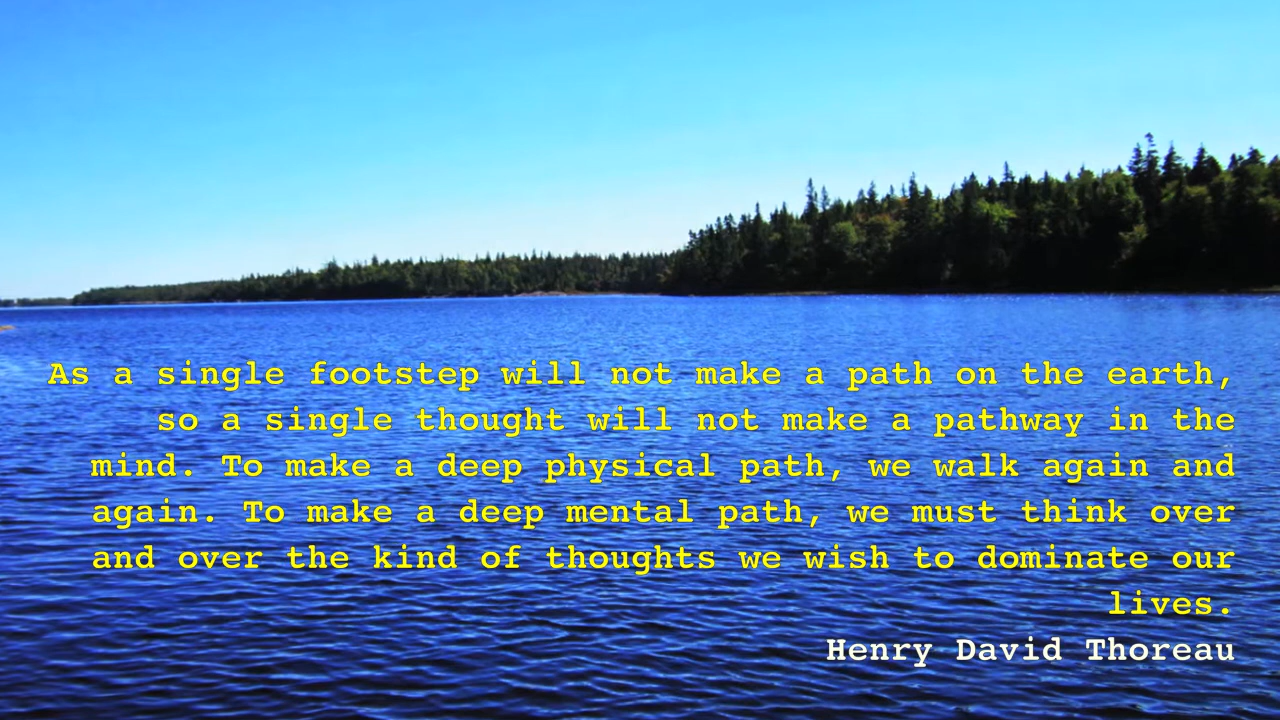 As a single footstep will not make a path on the earth,
so a single thought will not make a pathway in the
mind. To make a deep physical path, we walk again and
again. To make a deep mental path, we must think over
and over the kind of thoughts we wish to dominate our
lives.
Henry David Thoreau